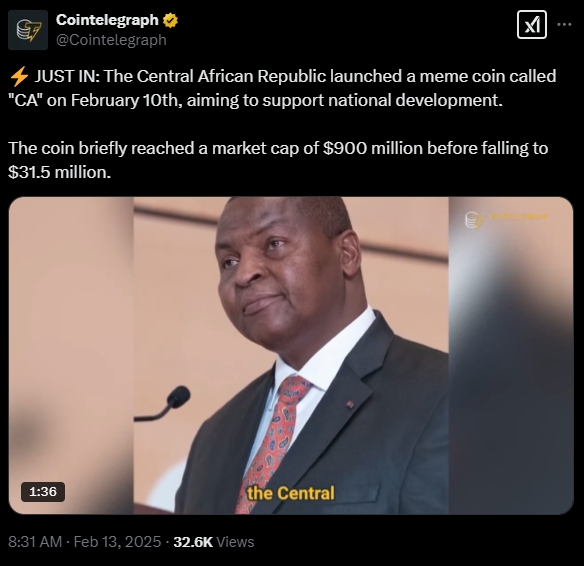 Cointelegraph
@Cointelegraph
⚡ JUST IN: The Central African Republic launched a meme coin called
"CA" on February 10th, aiming to support national development.
The coin briefly reached a market cap of $900 million before falling to
$31.5 million.
1:36
the Central
8:31 AM · Feb 13, 2025 · 32.6K Views